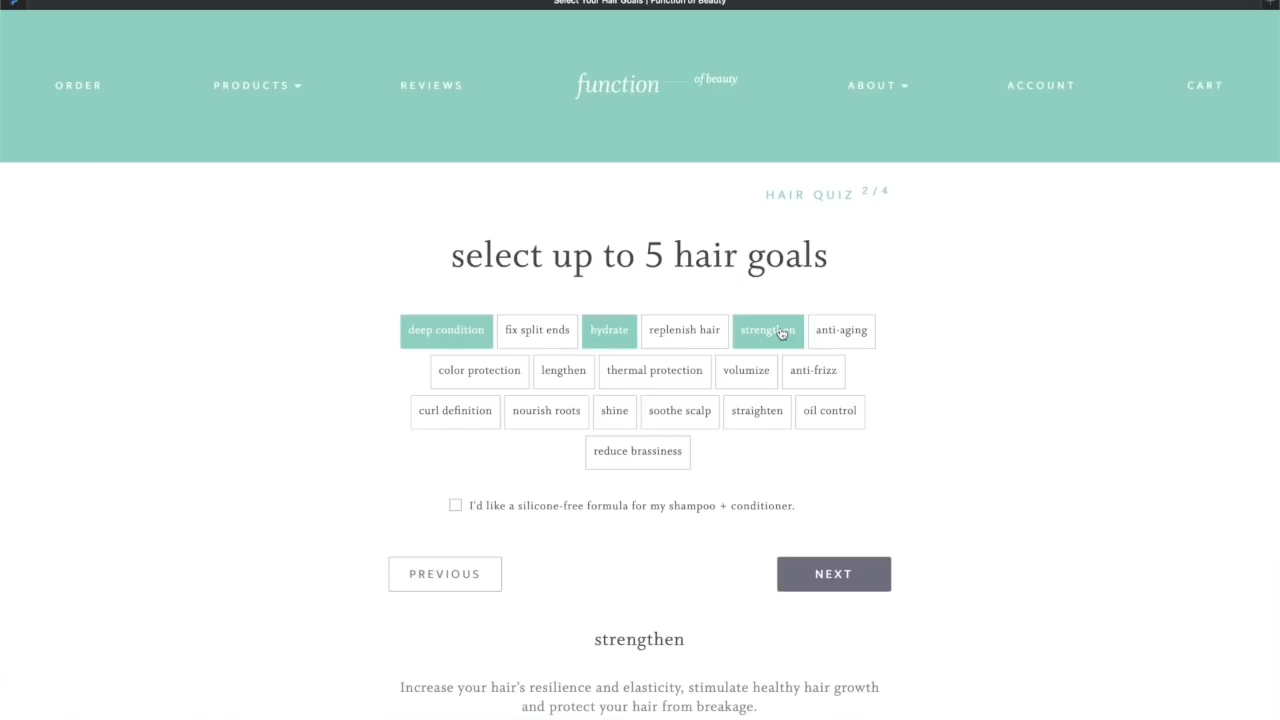 Select Your Hair Goals | Function of Beauty
ORDER PRODUCTS REVIEWS function of beauty ABOUT ACCOUNT CART
HAIR QUIZ 2/4
select up to 5 hair goals
deep condition fix split ends hydrate replenish hair strengthen anti-aging
color protection lengthen thermal protection volumize anti-frizz
curl definition nourish roots shine soothe scalp straighten oil control
reduce brassiness
I'd like a silicone-free formula for my shampoo + conditioner.
PREVIOUS NEXT
strengthen
Increase your hair's resilience and elasticity, stimulate healthy hair growth
and protect your hair from breakage.